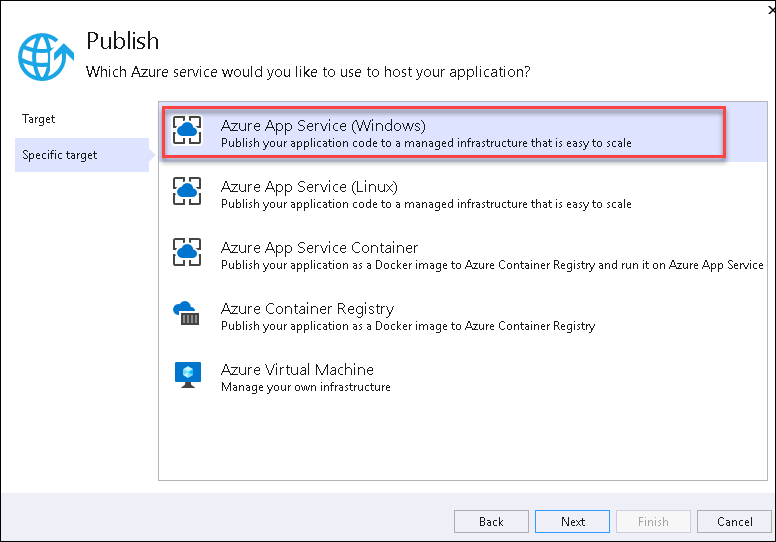 Publish
Which Azure service would you like to use to host your application?
Target
Specific target
Azure App Service (Windows)
Publish your application code to a managed infrastructure that is easy to scale
Azure App Service (Linux)
Publish your application code to a managed infrastructure that is easy to scale
Azure App Service Container
Publish your application as a Docker image to Azure Container Registry and run it on Azure App Service
Azure Container Registry
Publish your application as a Docker image to Azure Container Registry
Azure Virtual Machine
Manage your own infrastructure
Back
Next
Finish
Cancel